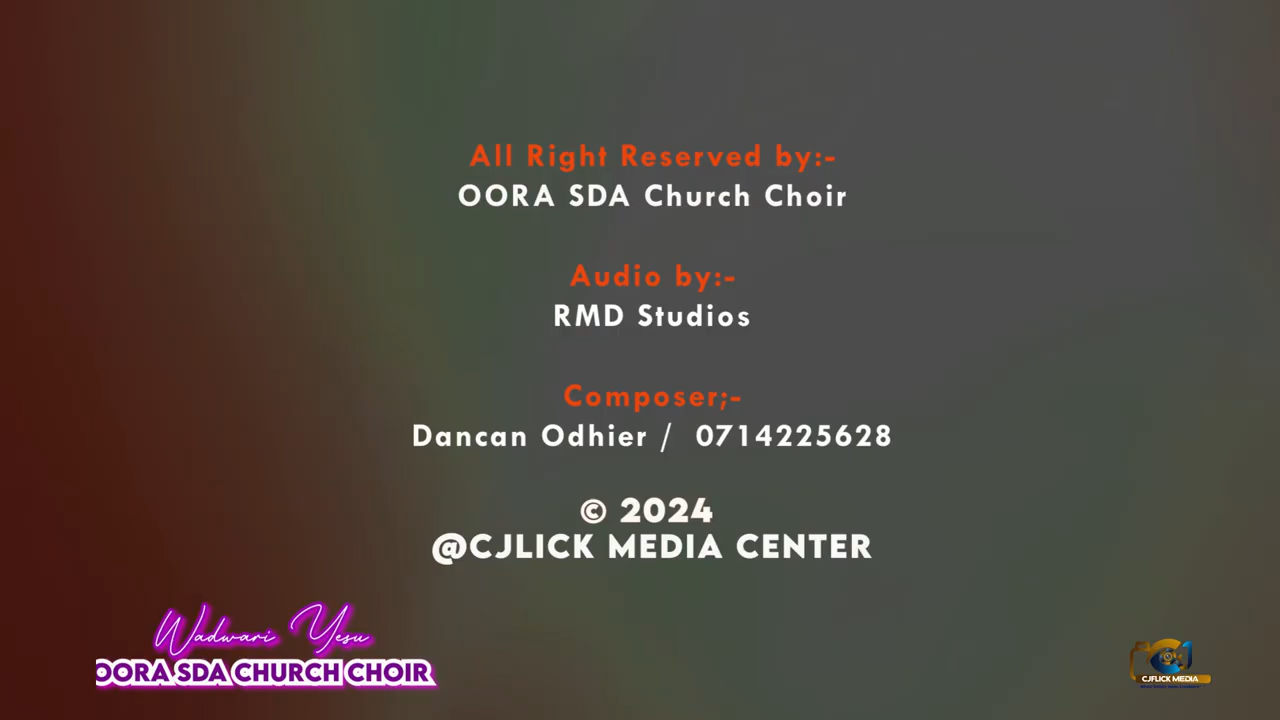 All Right Reserved by:-
OORA SDA Church Choir
Audio by:-
RMD Studios
Composer;-
Dancan Odhier / 0714225628
© 2024
@CJLICK MEDIA CENTER
Wadwari Yesu
OORA SDA CHURCH CHOIR
CJFLICK MEDIA